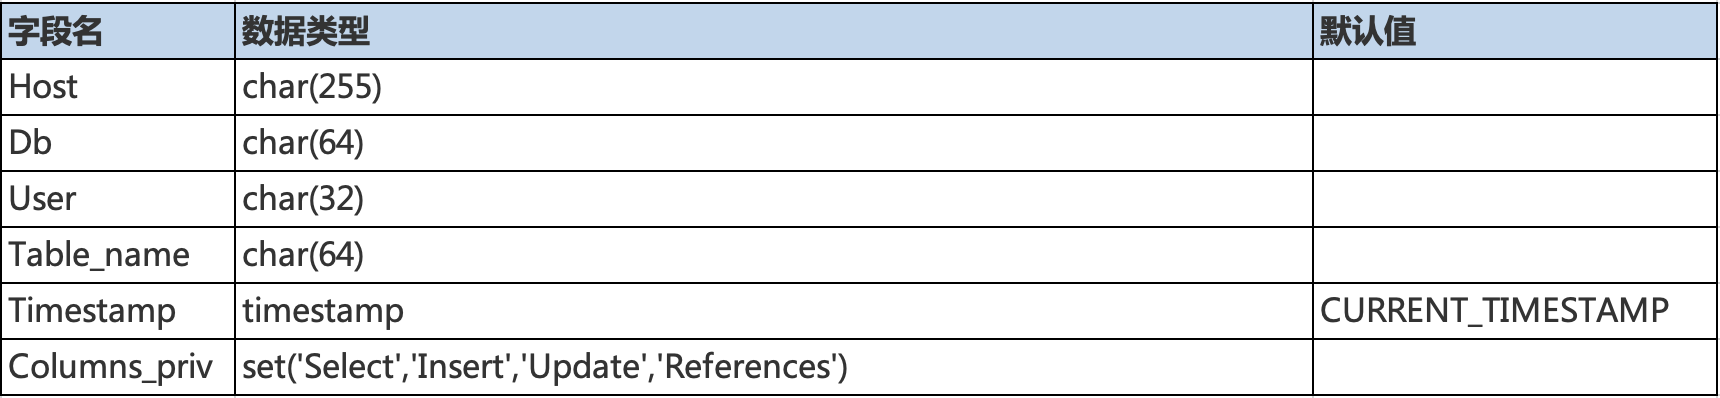 字段名 数据类型 默认值
Host char(255)
Db char(64)
User char(32)
Table_name char(64)
Timestamp timestamp CURRENT_TIMESTAMP
Columns_priv set('Select','Insert','Update','References')